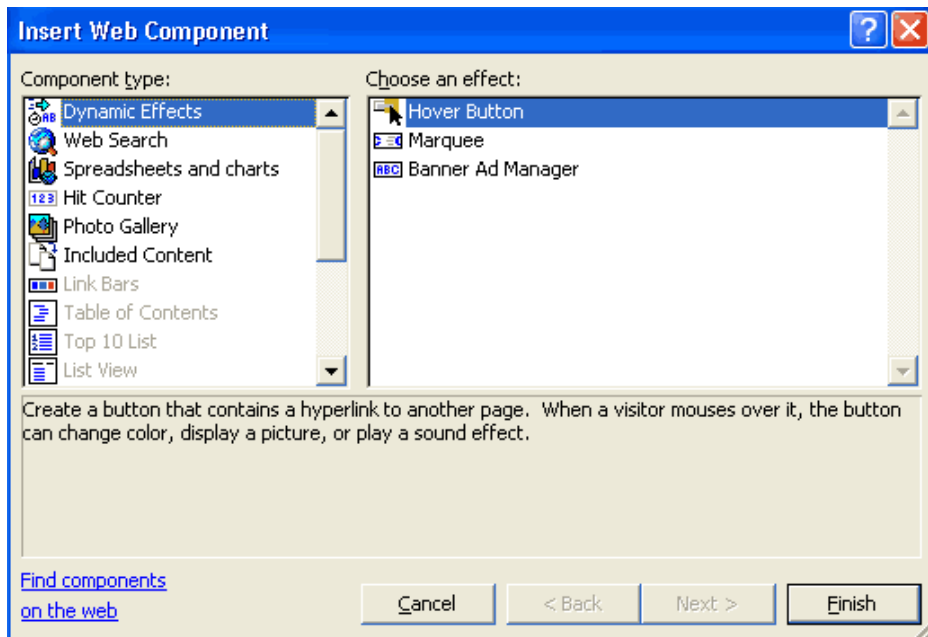 Insert Web Component
Component type:
Dynamic Effects
Web Search
Spreadsheets and charts
123 Hit Counter
Photo Gallery
Included Content
Link Bars
Table of Contents
Top 10 List
List View
Choose an effect:
Hover Button
Marquee
ABC Banner Ad Manager
Create a button that contains a hyperlink to another page. When a visitor mouses over it, the button
can change color, display a picture, or play a sound effect.
Find components
on the web
Cancel
< Back
Next >
Finish